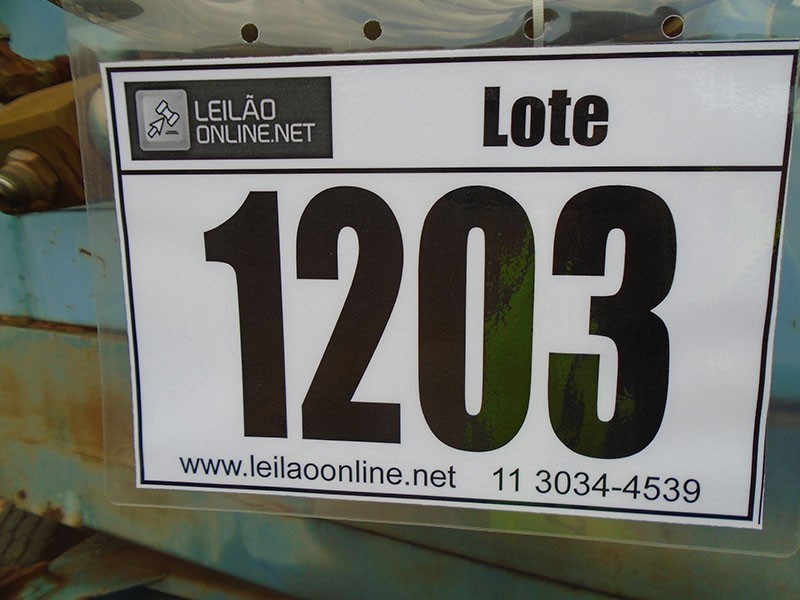 LEILÃO
ONLINE.NET
Lote
1203
www.leilaoonline.net 11 3034-4539